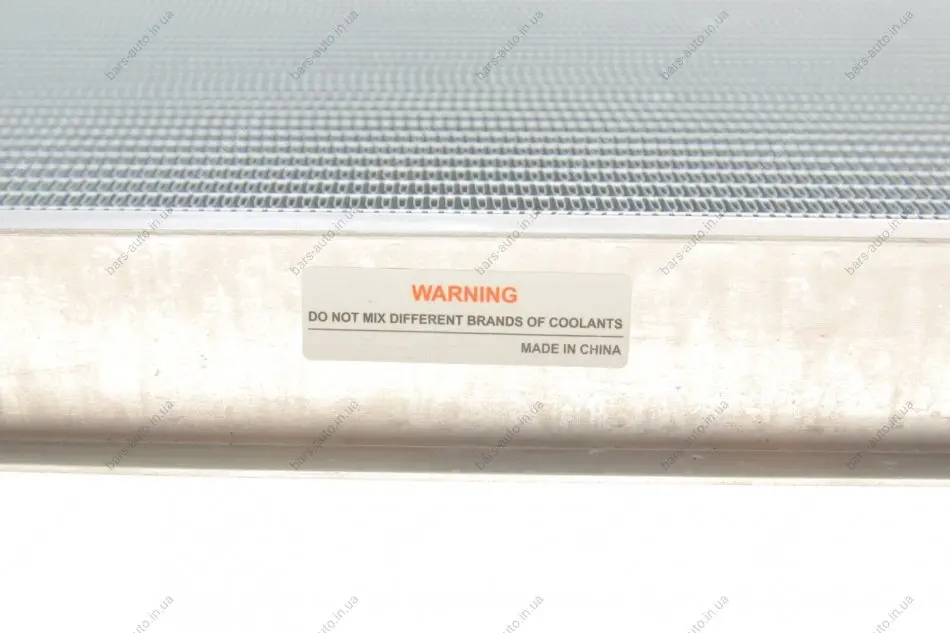 WARNING
DO NOT MIX DIFFERENT BRANDS OF COOLANTS
MADE IN CHINA
bars-auto.in.ua